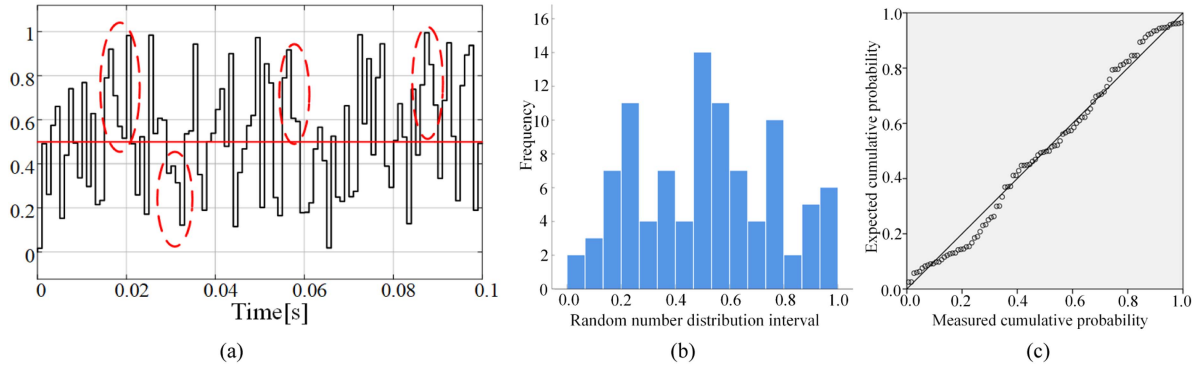 1
0.8
0.6
0.4
0.2
0
0 0.02 0.04 0.06 0.08 0.1
Time[s]
(a)
Frequency
16
14
12
10
8
6
4
2
0
0.0 0.2 0.4 0.6 0.8 1.0
Random number distribution interval
(b)
Expected cumulative probability
1.0
0.8
0.6
0.4
0.2
0.0
0.0 0.2 0.4 0.6 0.8 1.0
Measured cumulative probability
(c)